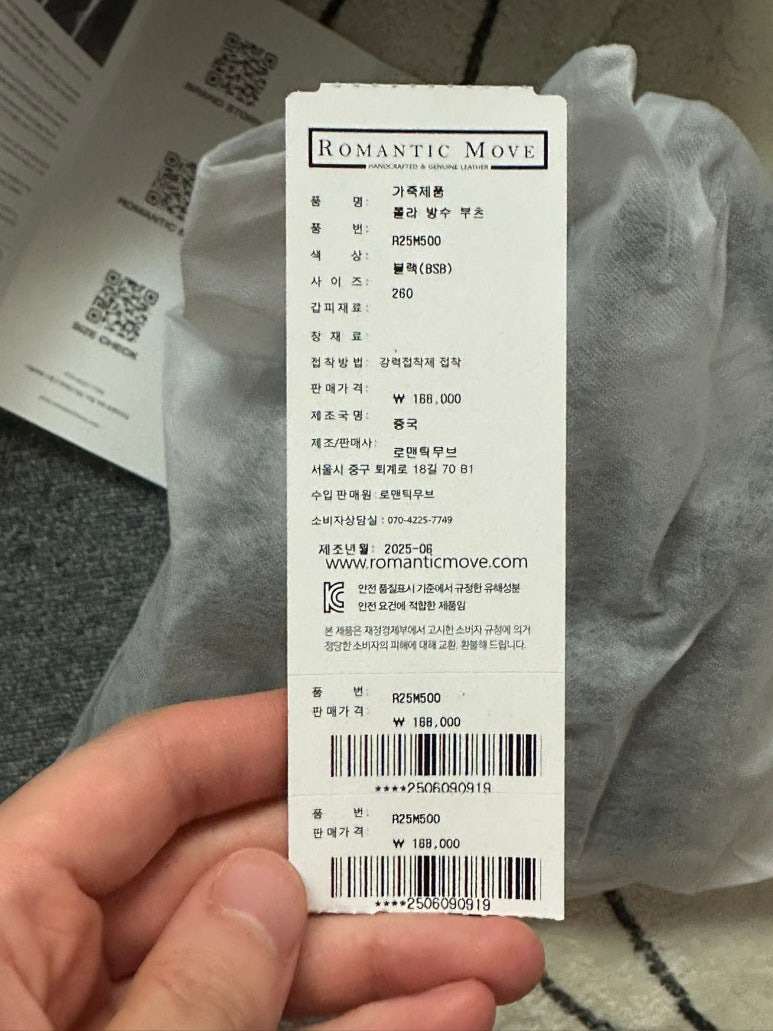 BRAND STORY
ROMANTIC
SIZE CHECK
ROMANTIC MOVE
HANDCRAFTED & GENUINE LEATHER
품 명: 가죽제품
폴라 방수 부츠
품 번: R25M500
색 상: 블랙(BSB)
사 이 즈: 260
갑피재료:
창 재 료:
접착방법: 강력접착제 접착
판매가격: ₩ 168,000
제조국명: 중국
제조/판매사: 로맨틱무브
서울시 중구 퇴계로 18길 70 B1
수입판매원: 로맨틱무브
소비자상담실 : 070-4225-7749
제조년월: 2025-06
www.romanticmove.com
안전 품질표시 기준에서 규정한 유해성분
안전 요건에 적합한 제품임
본 제품은 재정경제부에서 고시한 소비자 규정에 의거
정당한 소비자의 피해에 대해 교환, 환불해 드립니다.
품 번: R25M500
판매가격: ₩ 168,000
****2506090919
품 번: R25M500
판매가격: ₩ 168,000
****2506090919